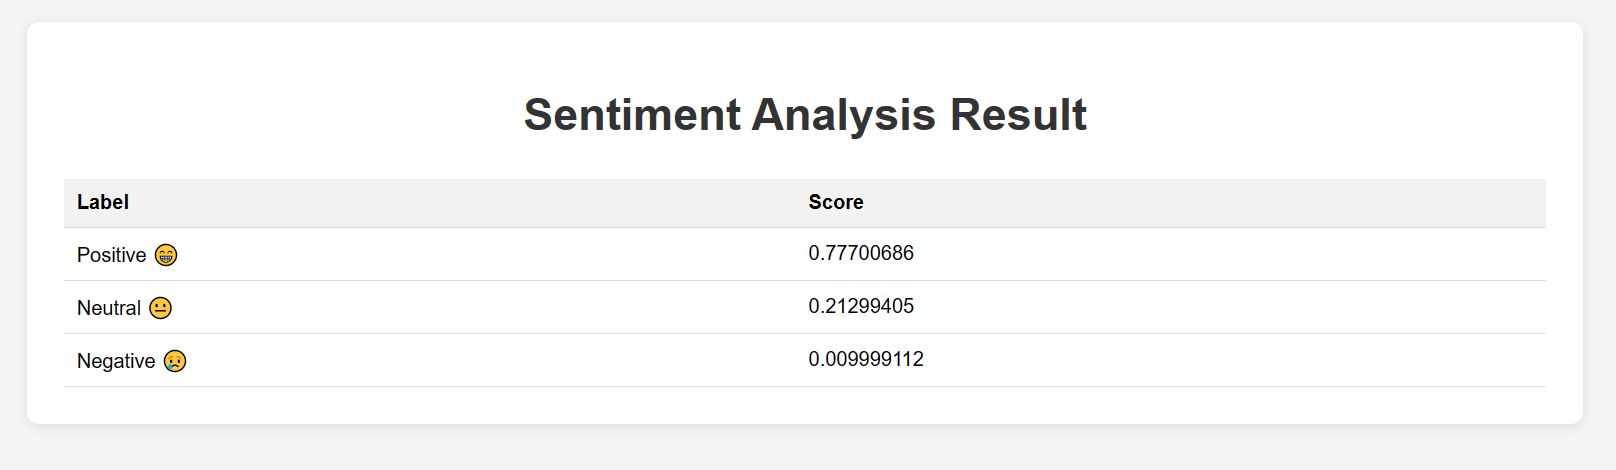 Sentiment Analysis Result
Label Score
Positive 😁 0.77700686
Neutral 😐 0.21299405
Negative 😢 0.009999112